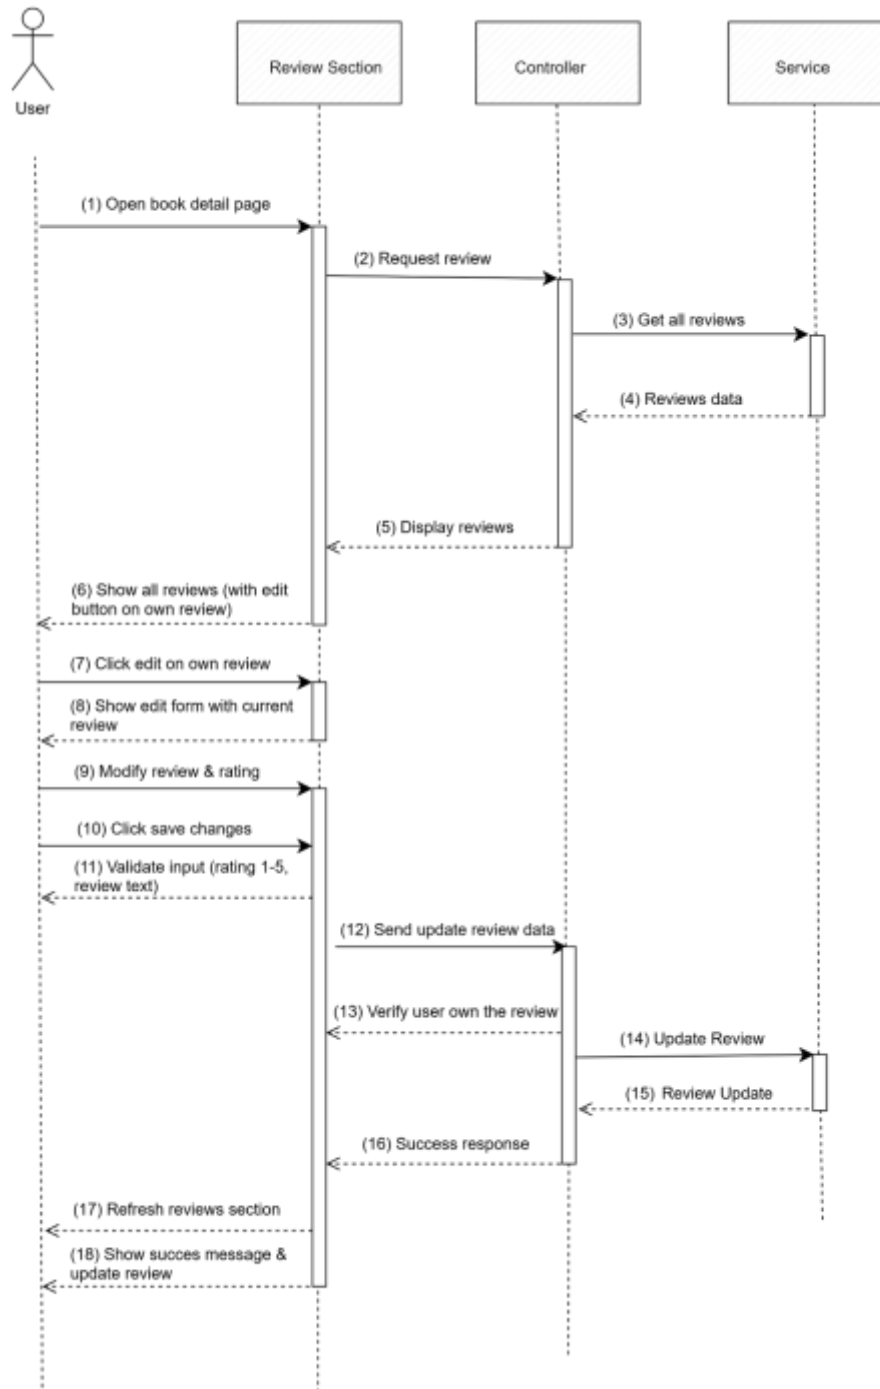 User
Review Section
Controller
Service
(1) Open book detail page
(2) Request review
(3) Get all reviews
(4) Reviews data
(5) Display reviews
(6) Show all reviews (with edit
button on own review)
(7) Click edit on own review
(8) Show edit form with current
review
(9) Modify review & rating
(10) Click save changes
(11) Validate input (rating 1-5,
review text)
(12) Send update review data
(13) Verify user own the review
(14) Update Review
(15) Review Update
(16) Success response
(17) Refresh reviews section
(18) Show succes message &
update review